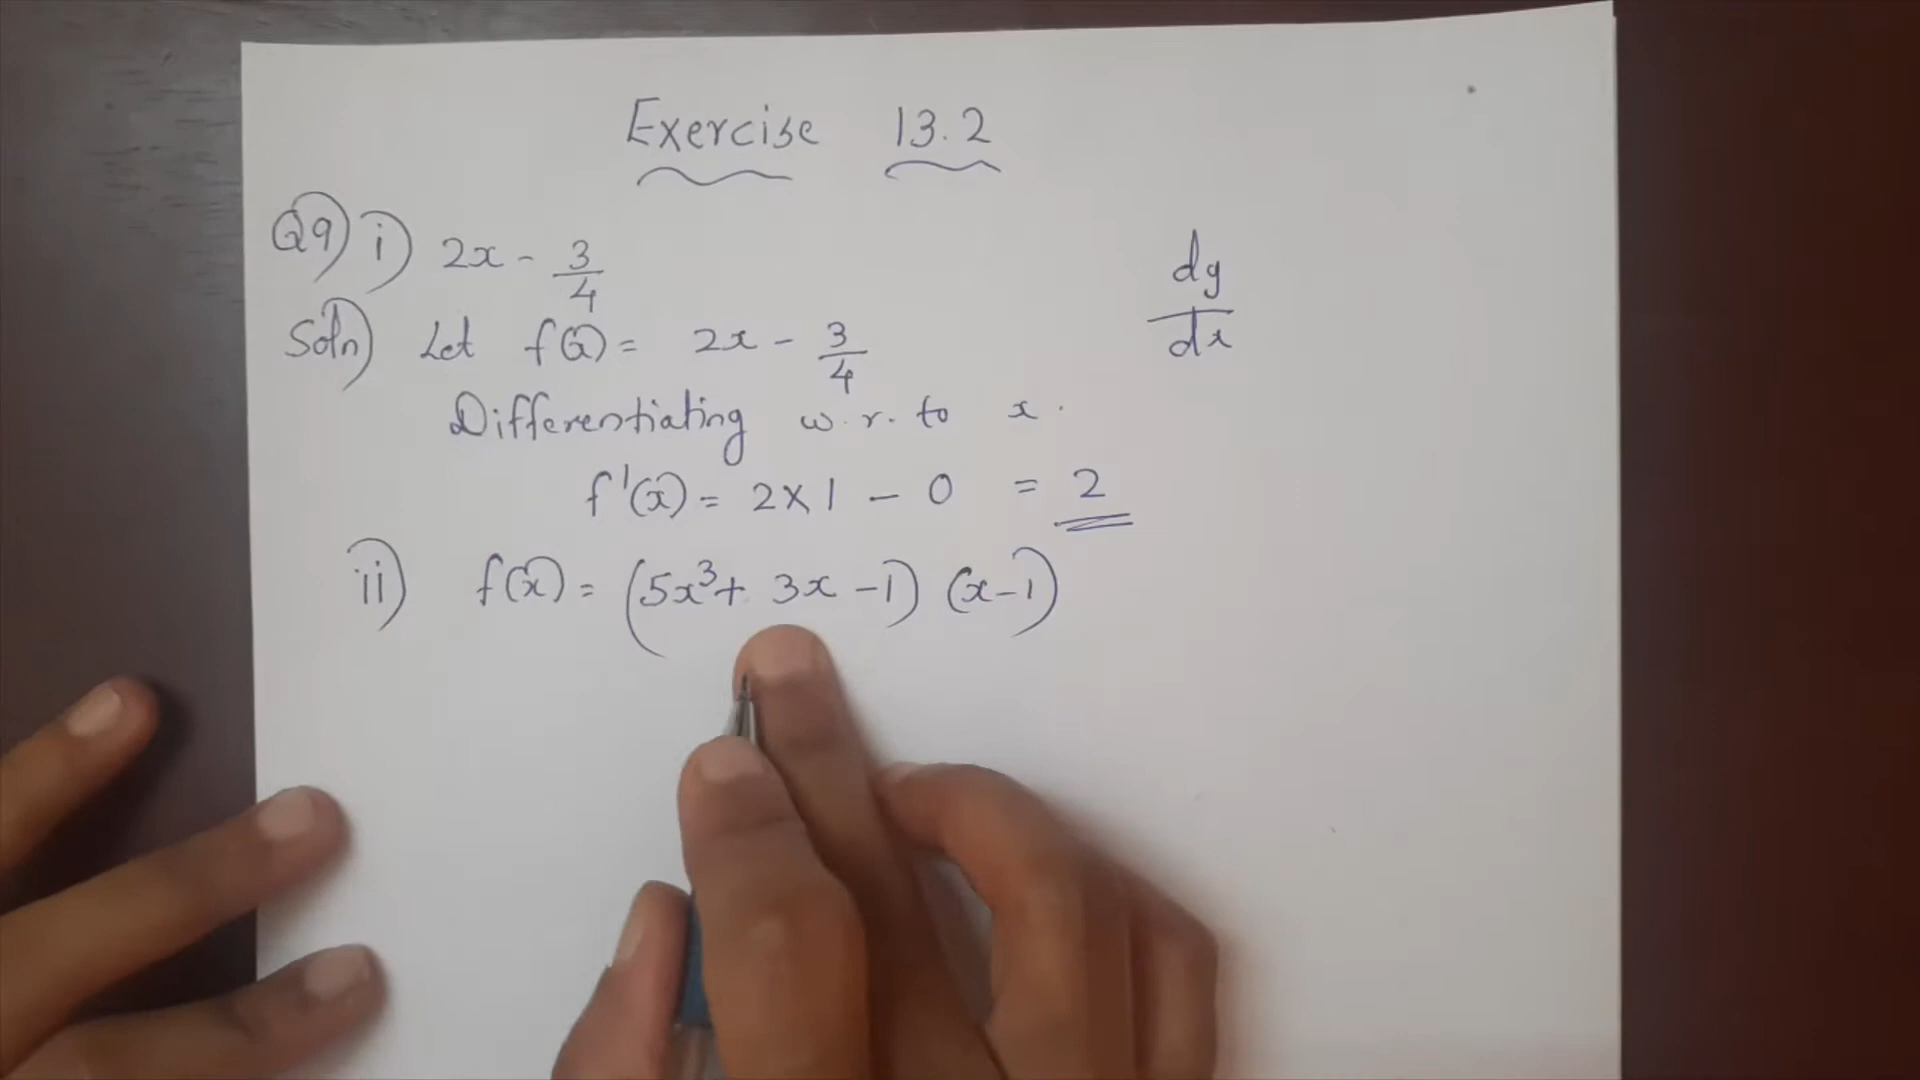 Exercise 13.2
Q9) i) 2x - 3/4
Soln) Let f(x) = 2x - 3/4
dy/dx
Differentiating w.r. to x.
f'(x) = 2x1 - 0 = 2
ii) f(x) = (5x³ + 3x - 1) (x - 1)